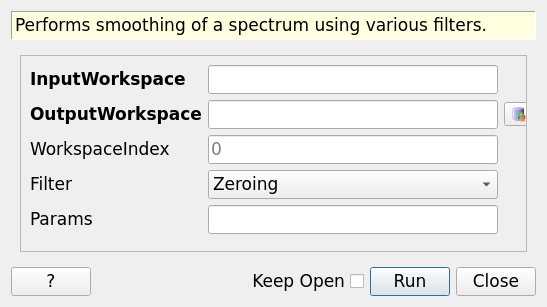 Performs smoothing of a spectrum using various filters.
InputWorkspace
OutputWorkspace
WorkspaceIndex 0
Filter Zeroing
Params
? Keep Open Run Close